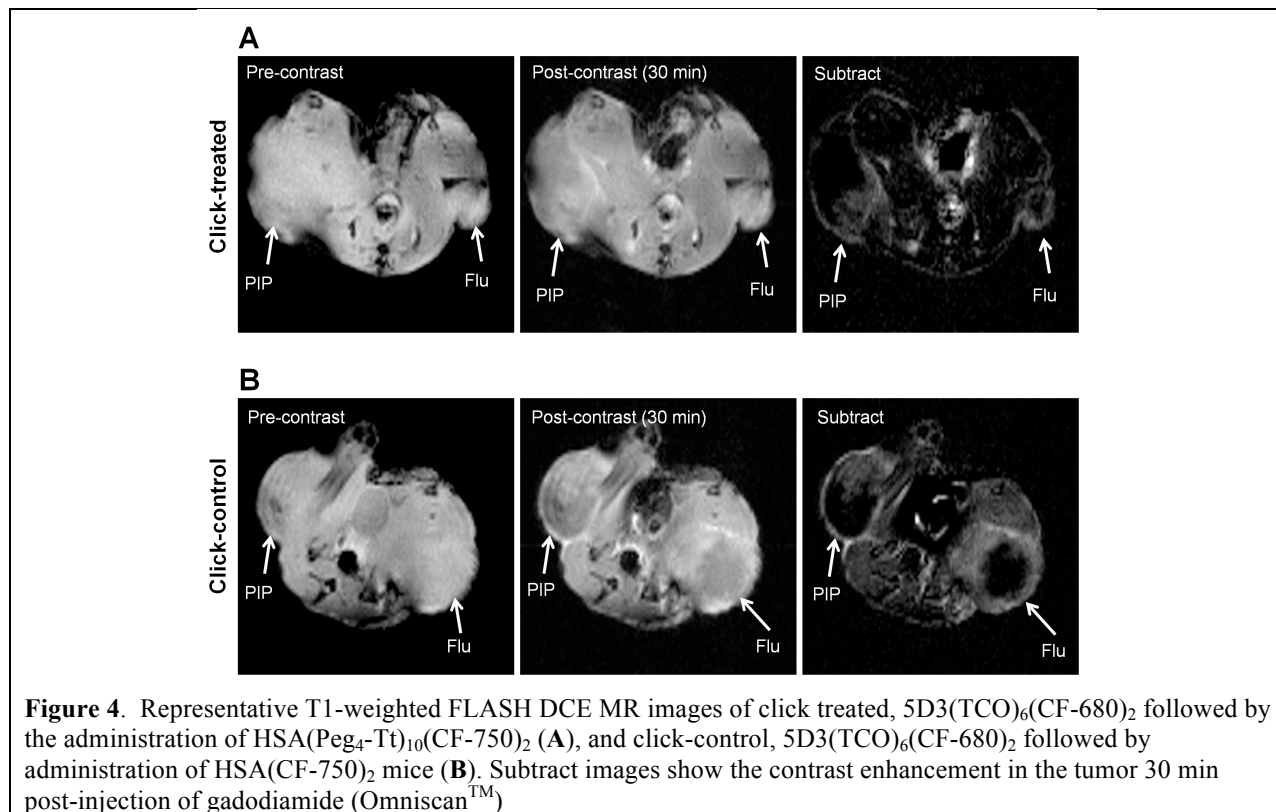 A
Click-treated
Pre-contrast
Post-contrast (30 min)
Subtract
PIP
Flu
PIP
Flu
PIP
Flu
B
Click-control
Pre-contrast
Post-contrast (30 min)
Subtract
PIP
Flu
PIP
Flu
PIP
Flu
Figure 4. Representative T1-weighted FLASH DCE MR images of click treated, 5D3(TCO)₆(CF-680)₂ followed by
the administration of HSA(Peg₄-Tt)₁₀(CF-750)₂ (A), and click-control, 5D3(TCO)₆(CF-680)₂ followed by
administration of HSA(CF-750)₂ mice (B). Subtract images show the contrast enhancement in the tumor 30 min
post-injection of gadodiamide (Omniscan™)